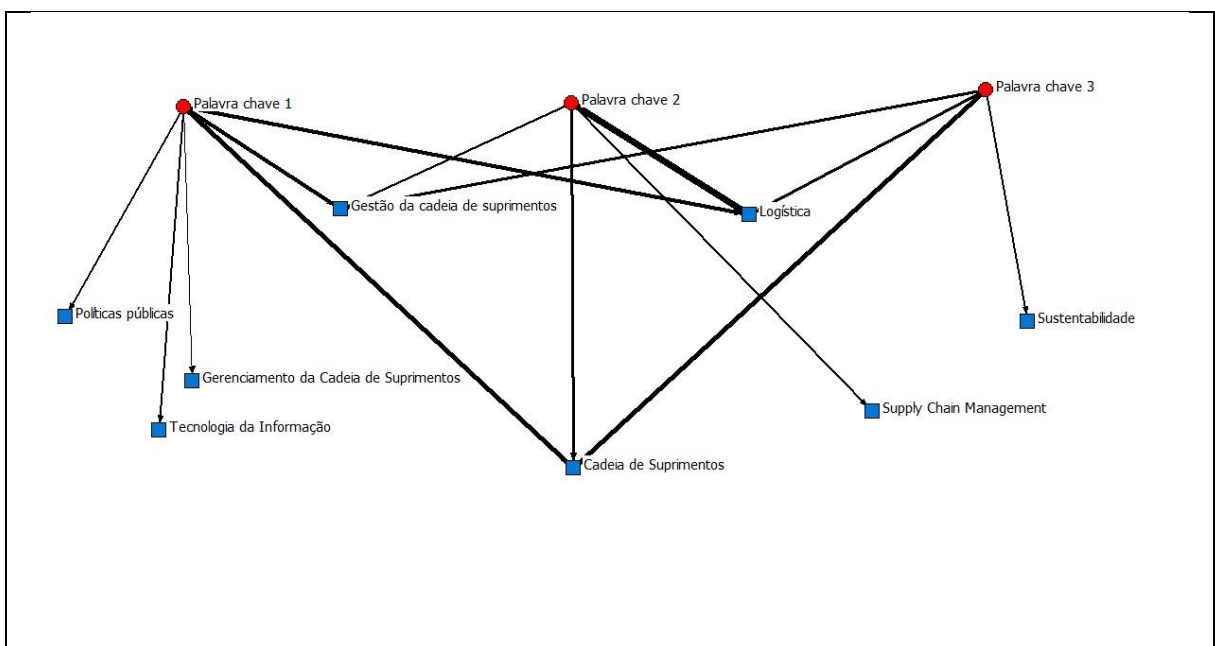 Palavra chave 1
Palavra chave 2
Palavra chave 3
Gestão da cadeia de suprimentos
Logística
Políticas públicas
Sustentabilidade
Gerenciamento da Cadeia de Suprimentos
Supply Chain Management
Tecnologia da Informação
Cadeia de Suprimentos